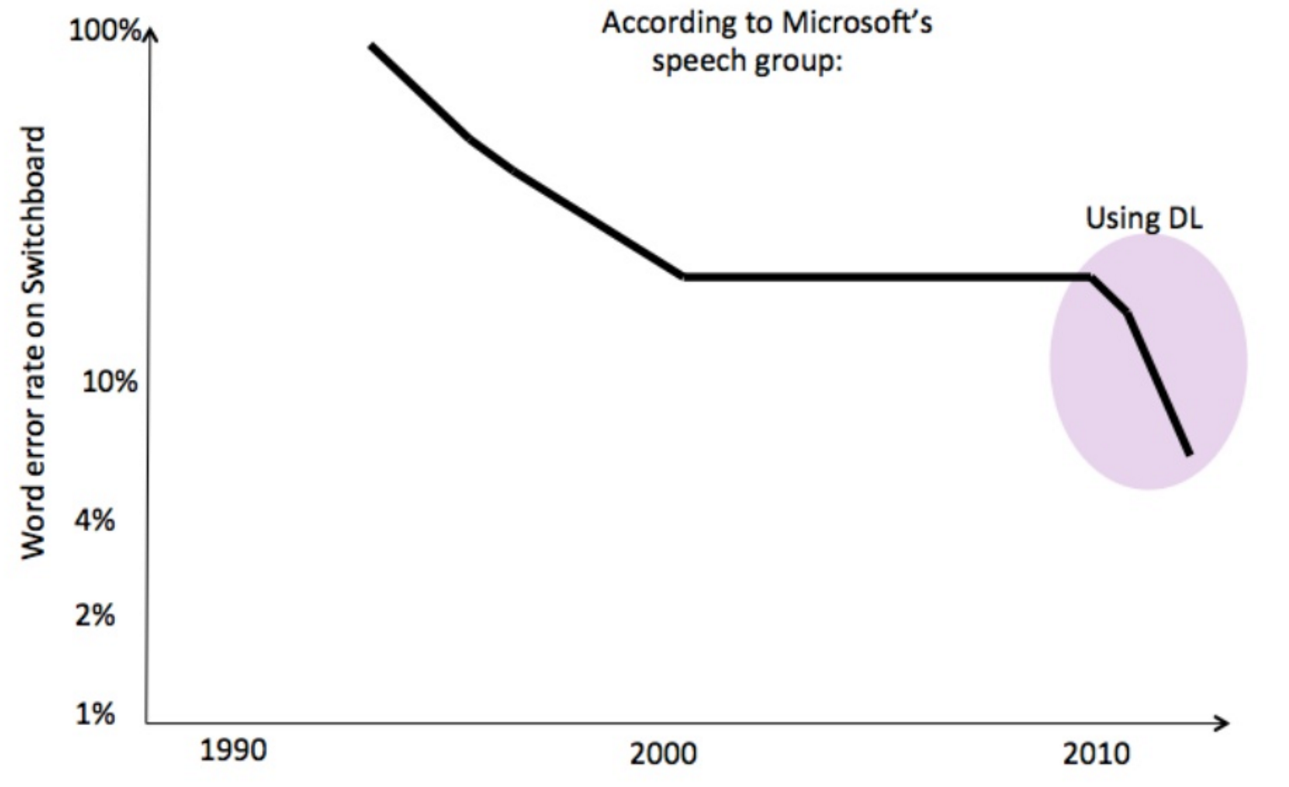 According to Microsoft's
speech group:
100%
10%
4%
2%
1%
Word error rate on Switchboard
Using DL
1990
2000
2010